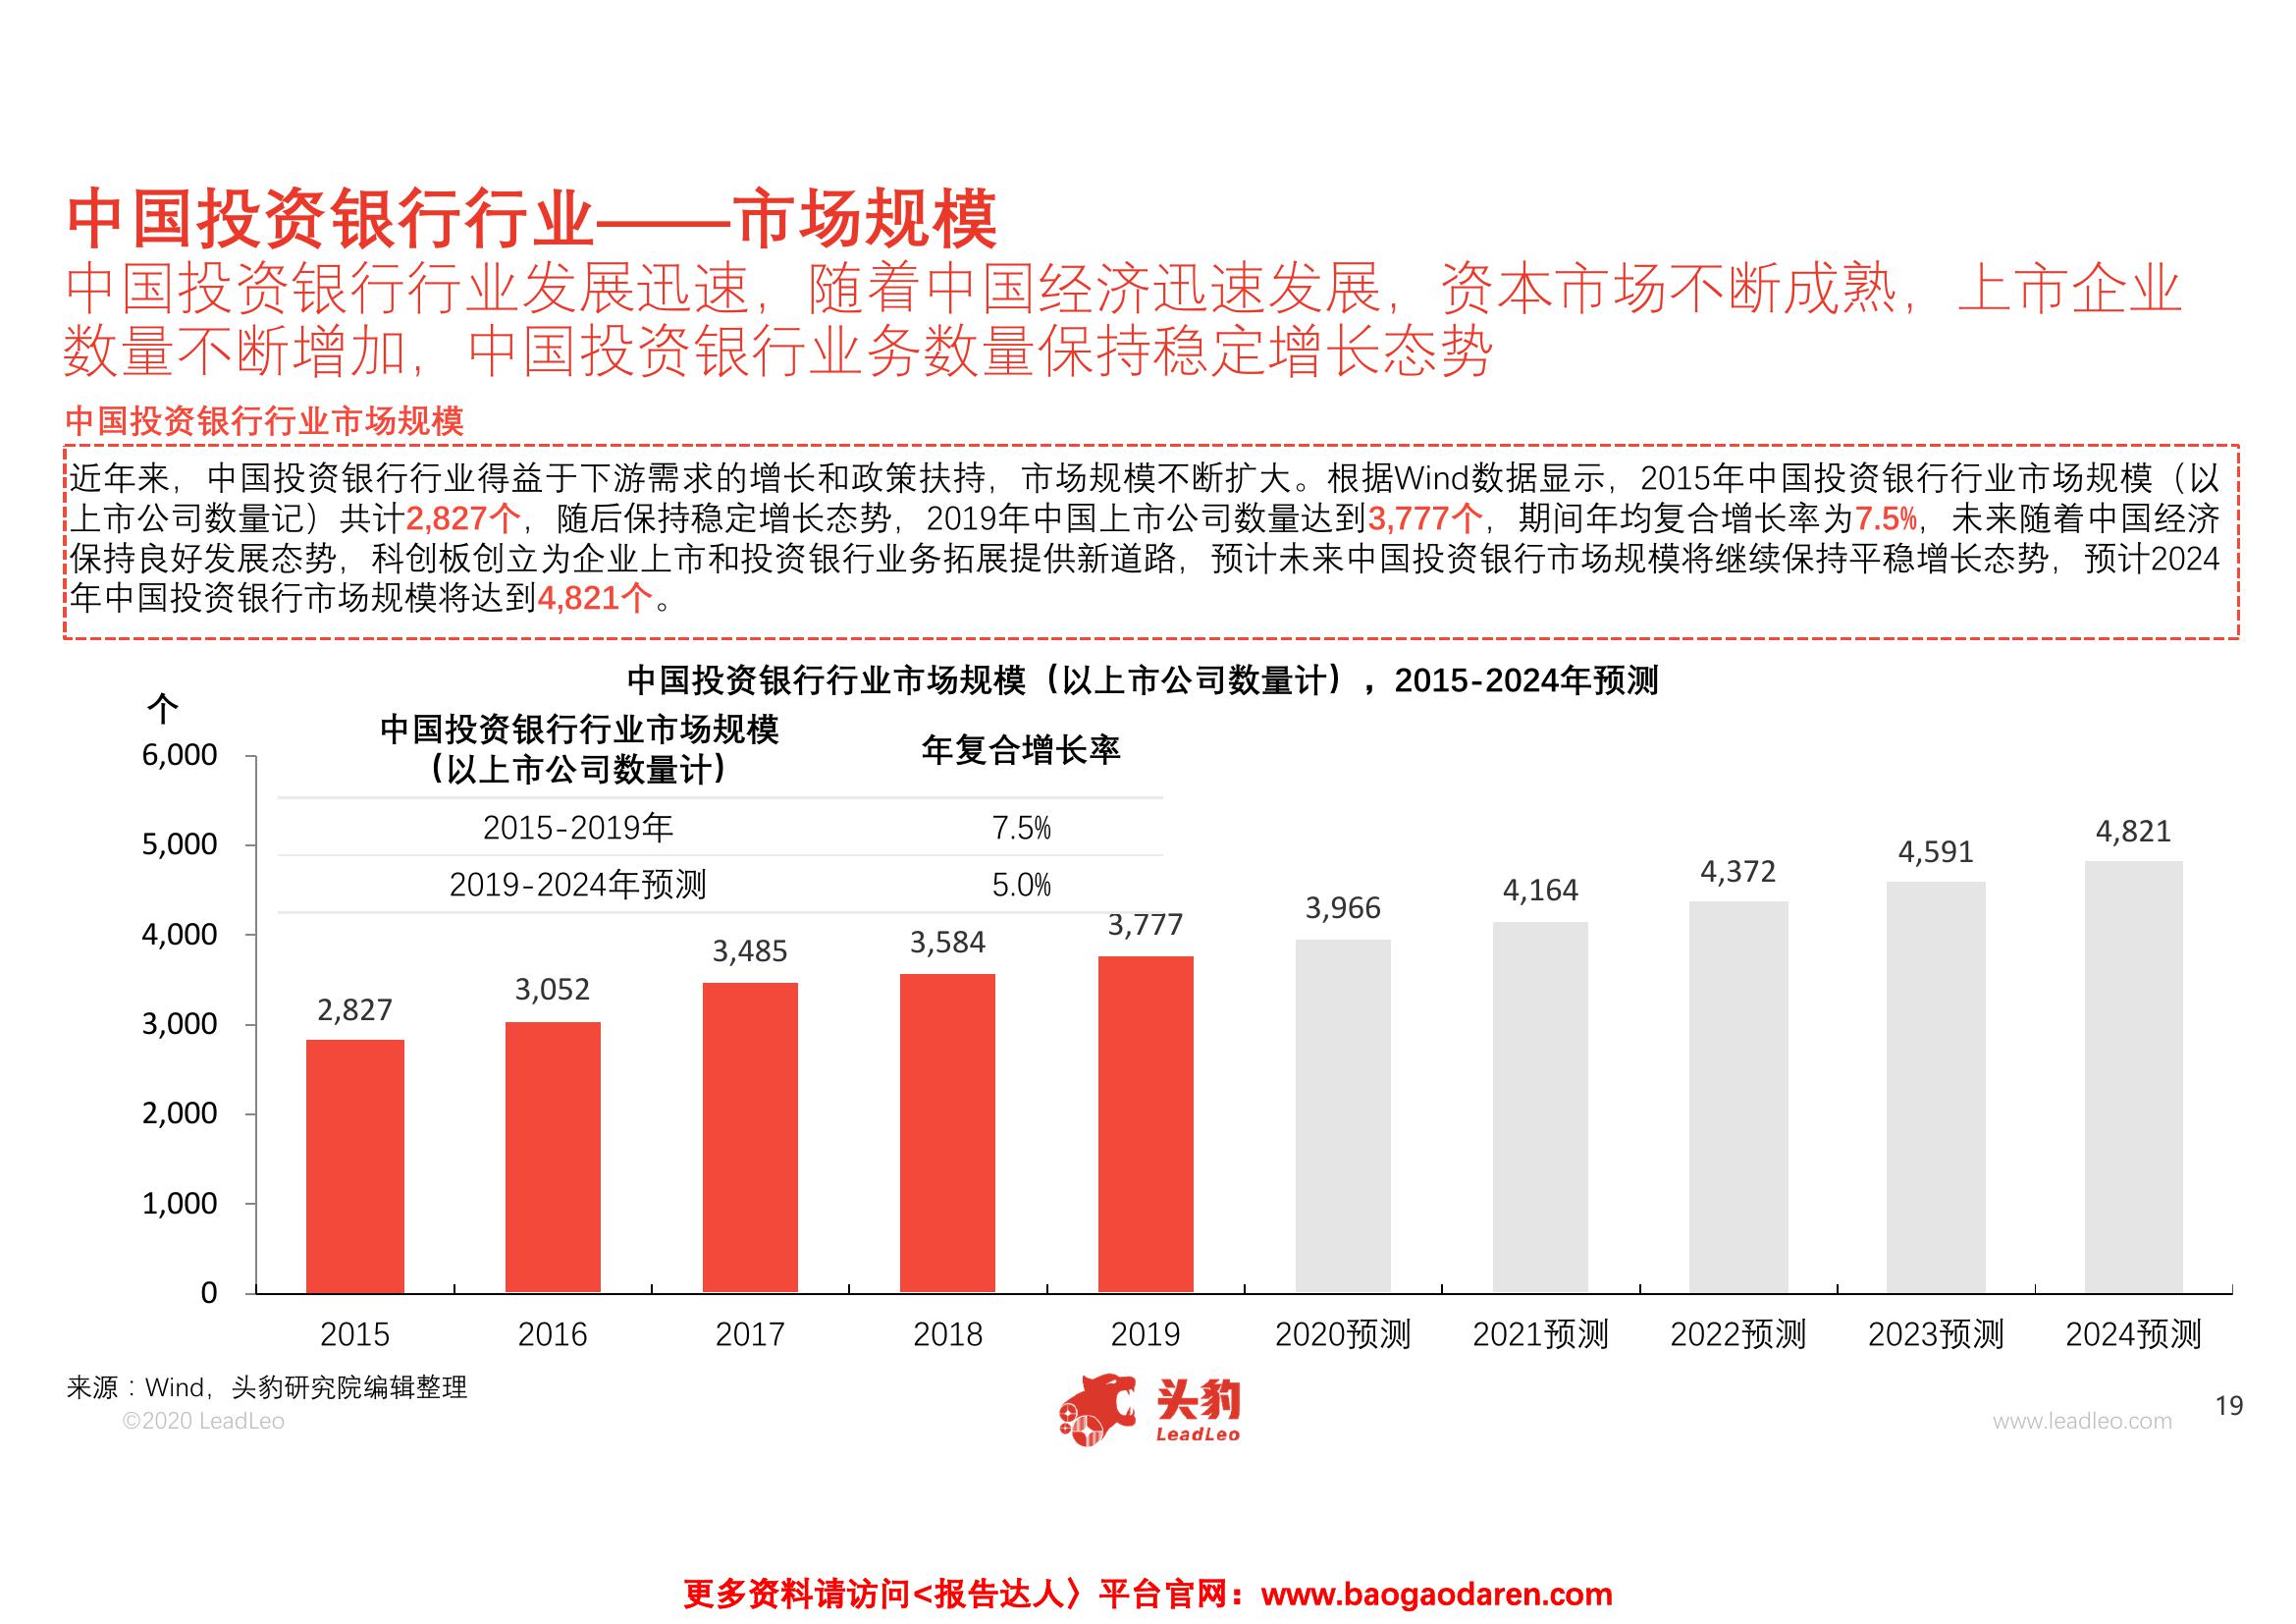 中国投资银行行业——市场规模
中国投资银行行业发展迅速，随着中国经济迅速发展，资本市场不断成熟，上市企业
数量不断增加，中国投资银行业务数量保持稳定增长态势
中国投资银行行业市场规模
近年来，中国投资银行行业得益于下游需求的增长和政策扶持，市场规模不断扩大。根据Wind数据显示，2015年中国投资银行行业市场规模（以
上市公司数量记）共计2,827个，随后保持稳定增长态势，2019年中国上市公司数量达到3,777个，期间年均复合增长率为7.5%，未来随着中国经济
保持良好发展态势，科创板创立为企业上市和投资银行业务拓展提供新道路，预计未来中国投资银行市场规模将继续保持平稳增长态势，预计2024
年中国投资银行市场规模将达到4,821个。
中国投资银行行业市场规模（以上市公司数量计），2015-2024年预测
个
中国投资银行行业市场规模
（以上市公司数量计）
年复合增长率
2015-2019年 7.5%
2019-2024年预测 5.0%
6,000
5,000
4,000
3,000
2,000
1,000
0
2,827
3,052
3,485
3,584
3,777
3,966
4,164
4,372
4,591
4,821
2015 2016 2017 2018 2019 2020预测 2021预测 2022预测 2023预测 2024预测
来源：Wind，头豹研究院编辑整理
©2020 LeadLeo
头豹
LeadLeo
www.leadleo.com
19
更多资料请访问<报告达人〉平台官网：www.baogaodaren.com